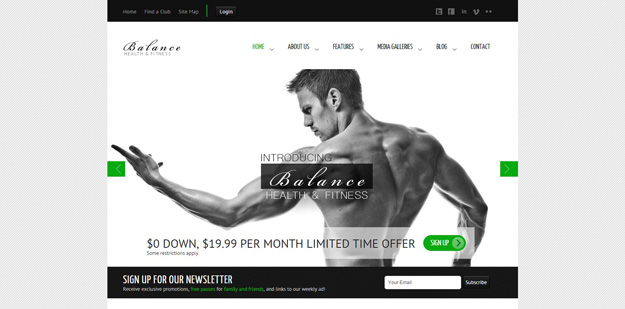 Home Find a Club Site Map Login
Balance
HEALTH & FITNESS
HOME ABOUT US FEATURES MEDIA GALLERIES BLOG CONTACT
INTRODUCING
Balance
HEALTH & FITNESS
$0 DOWN, $19.99 PER MONTH LIMITED TIME OFFER SIGN UP
Some restrictions apply.
SIGN UP FOR OUR NEWSLETTER
Receive exclusive promotions, free passes for family and friends, and links to our weekly ad!
Your Email Subscribe